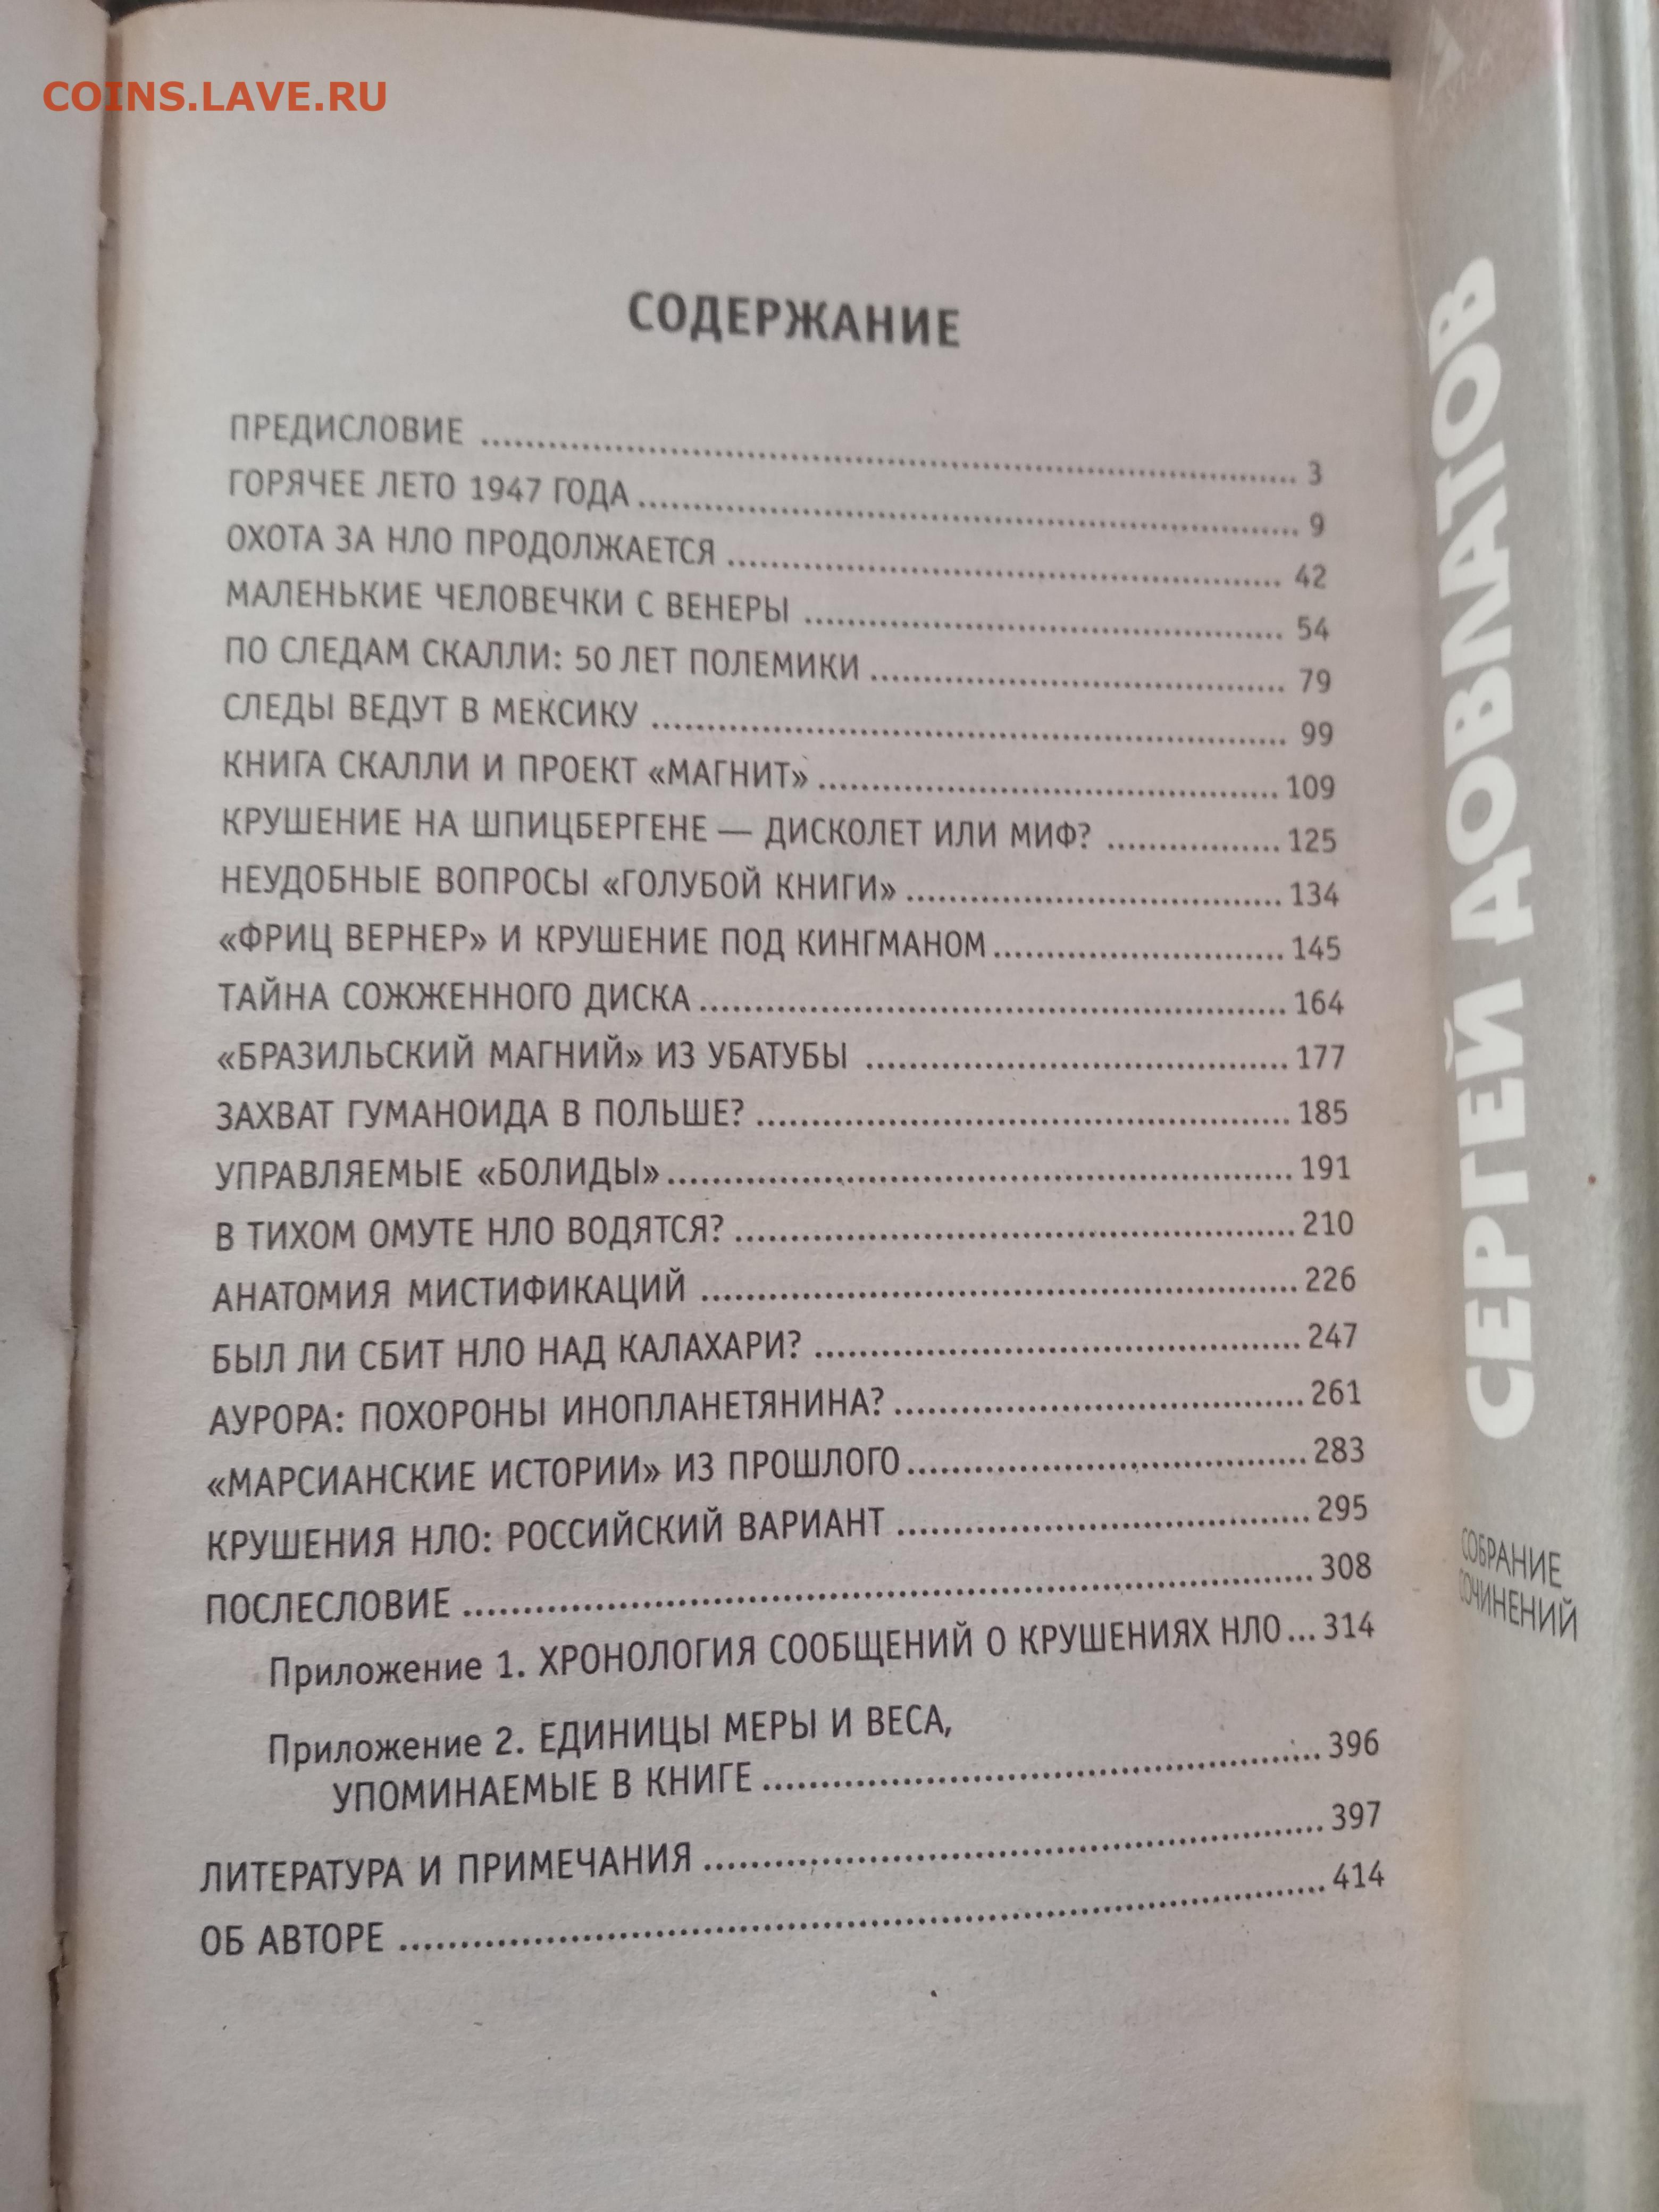 COINS.LAVE.RU
СОДЕРЖАНИЕ
ПРЕДИСЛОВИЕ ........ 3
ГОРЯЧЕЕ ЛЕТО 1947 ГОДА ........ 9
ОХОТА ЗА НЛО ПРОДОЛЖАЕТСЯ ........ 42
МАЛЕНЬКИЕ ЧЕЛОВЕЧКИ С ВЕНЕРЫ ........ 54
ПО СЛЕДАМ СКАЛЛИ: 50 ЛЕТ ПОЛЕМИКИ ........ 79
СЛЕДЫ ВЕДУТ В МЕКСИКУ ........ 99
КНИГА СКАЛЛИ И ПРОЕКТ «МАГНИТ» ........ 109
КРУШЕНИЕ НА ШПИЦБЕРГЕНЕ — ДИСКОЛЕТ ИЛИ МИФ? ........ 125
НЕУДОБНЫЕ ВОПРОСЫ «ГОЛУБОЙ КНИГИ» ........ 134
«ФРИЦ ВЕРНЕР» И КРУШЕНИЕ ПОД КИНГМАНОМ ........ 145
ТАЙНА СОЖЖЕННОГО ДИСКА ........ 164
«БРАЗИЛЬСКИЙ МАГНИЙ» ИЗ УБАТУБЫ ........ 177
ЗАХВАТ ГУМАНОИДА В ПОЛЬШЕ? ........ 185
УПРАВЛЯЕМЫЕ «БОЛИДЫ» ........ 191
В ТИХОМ ОМУТЕ НЛО ВОДЯТСЯ? ........ 210
АНАТОМИЯ МИСТИФИКАЦИЙ ........ 226
БЫЛ ЛИ СБИТ НЛО НАД КАЛАХАРИ? ........ 247
АУРОРА: ПОХОРОНЫ ИНОПЛАНЕТЯНИНА? ........ 261
«МАРСИАНСКИЕ ИСТОРИИ» ИЗ ПРОШЛОГО ........ 283
КРУШЕНИЯ НЛО: РОССИЙСКИЙ ВАРИАНТ ........ 295
ПОСЛЕСЛОВИЕ ........ 308
Приложение 1. ХРОНОЛОГИЯ СООБЩЕНИЙ О КРУШЕНИЯХ НЛО ... 314
Приложение 2. ЕДИНИЦЫ МЕРЫ И ВЕСА,
УПОМИНАЕМЫЕ В КНИГЕ ........ 396
ЛИТЕРАТУРА И ПРИМЕЧАНИЯ ........ 397
ОБ АВТОРЕ ........ 414
СЕРГЕЙ ДОВЛАТОВ
СОБРАНИЕ
СОЧИНЕНИЙ